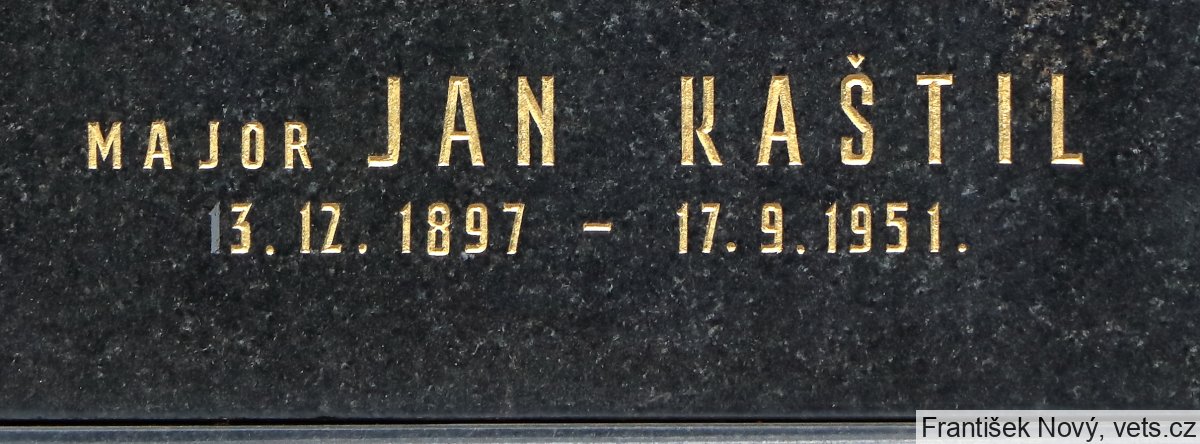 MAJOR JAN KAŠTIL
13. 12. 1897 – 17. 9. 1951.
František Nový, vets.cz